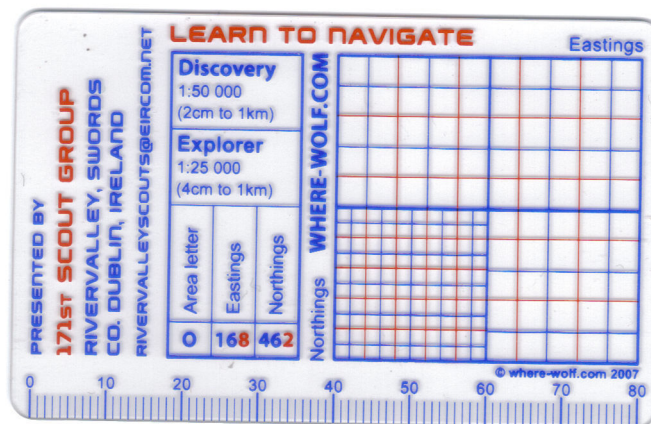 LEARN TO NAVIGATE
Eastings
PRESENTED BY
171ST SCOUT GROUP
RIVERVALLEY, SWORDS
CO. DUBLIN, IRELAND
RIVERVALLEYSCOUTS@EIRCOM.NET
Discovery
1:50 000
(2cm to 1km)
Explorer
1:25 000
(4cm to 1km)
Area letter
Eastings
Northings
O 168 462
WHERE-WOLF.COM
Northings
© where-wolf.com 2007
0 10 20 30 40 50 60 70 80